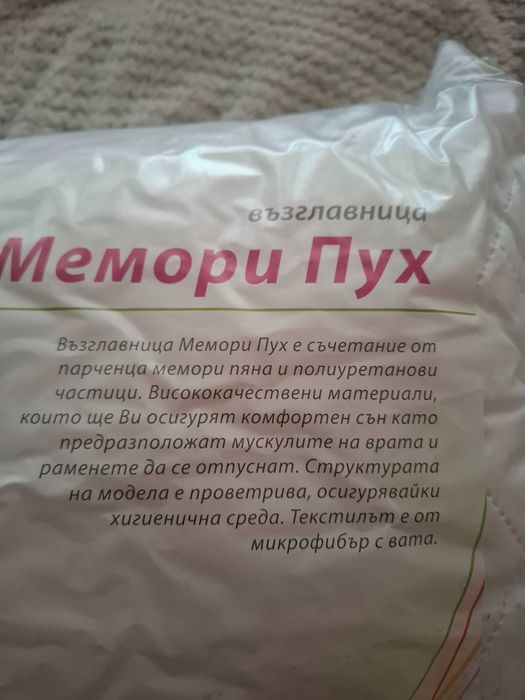 възглавница
Мемори Пух
Възглавница Мемори Пух е съчетание от
парченца мемори пяна и полиуретанови
частици. Висококачествени материали,
които ще Ви осигурят комфортен сън като
предразположат мускулите на врата и
раменете да се отпуснат. Структурата
на модела е проветрива, осигурявайки
хигиенична среда. Текстилът е от
микрофибър с вата.